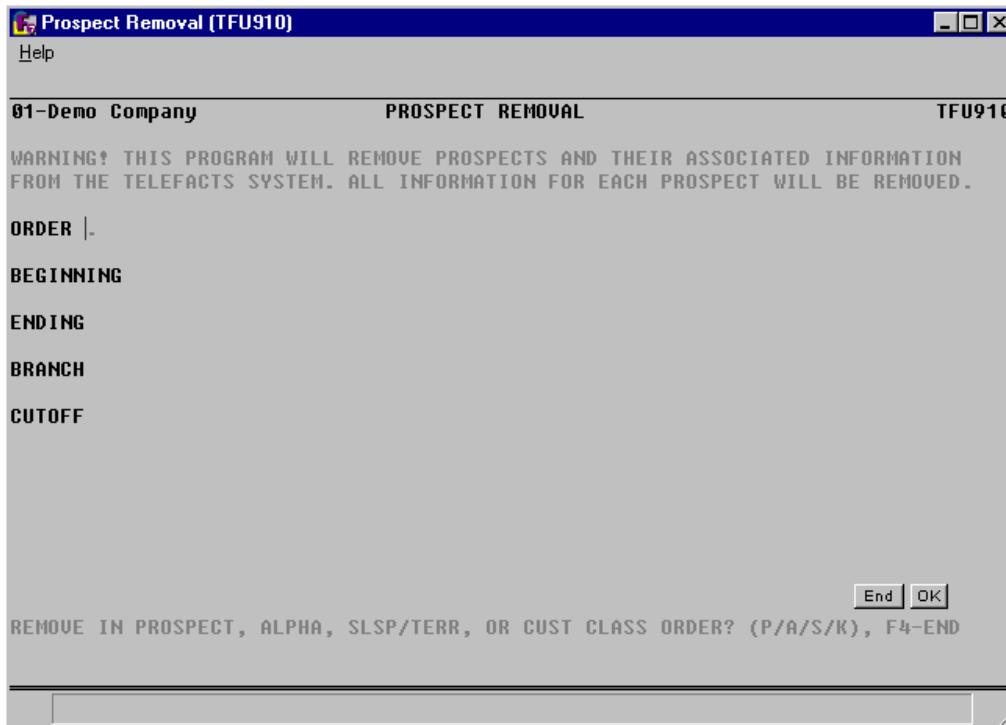 Prospect Removal (TFU910)
Help
01-Demo Company PROSPECT REMOVAL TFU910
WARNING! THIS PROGRAM WILL REMOVE PROSPECTS AND THEIR ASSOCIATED INFORMATION
FROM THE TELEFACTS SYSTEM. ALL INFORMATION FOR EACH PROSPECT WILL BE REMOVED.
ORDER .
BEGINNING
ENDING
BRANCH
CUTOFF
End OK
REMOVE IN PROSPECT, ALPHA, SLSP/TERR, OR CUST CLASS ORDER? (P/A/S/K), F4-END